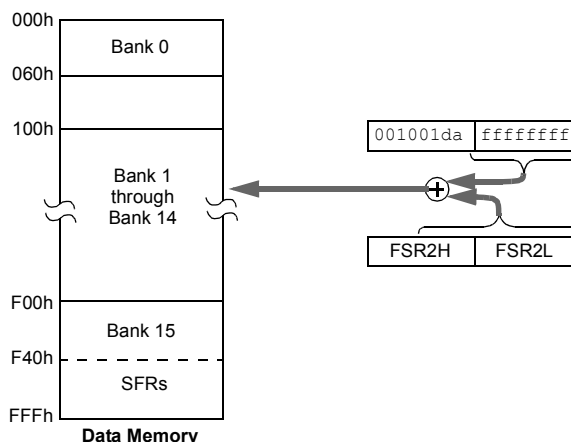 000h
Bank 0
060h
100h
001001da ffffffff
Bank 1
through
Bank 14
FSR2H FSR2L
F00h
Bank 15
F40h
SFRs
FFFh
Data Memory